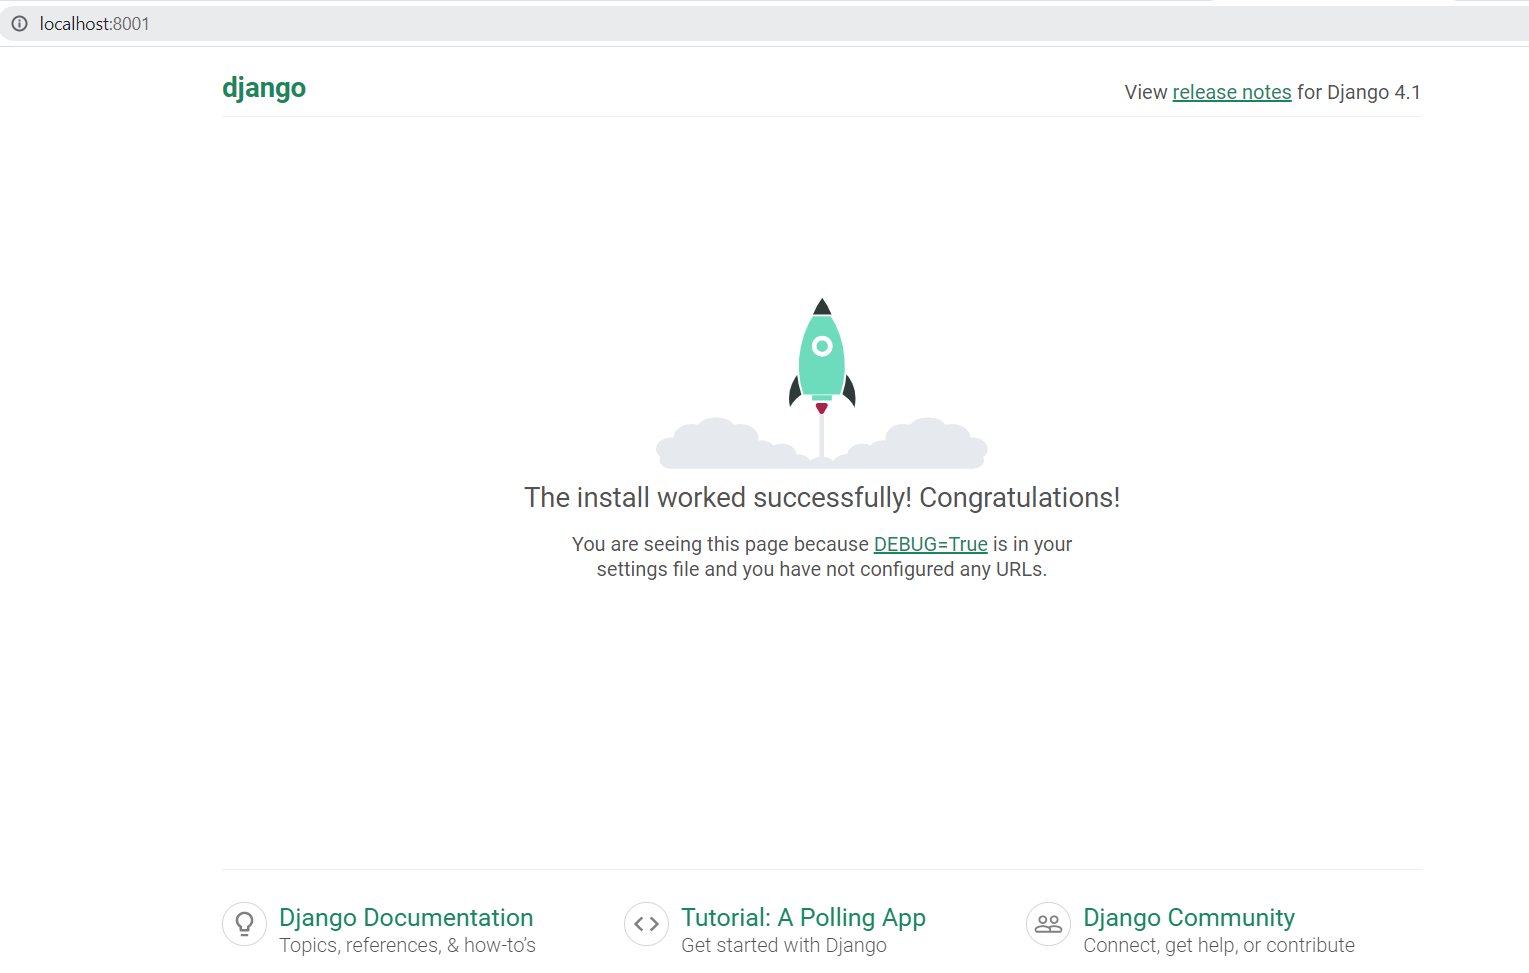 localhost:8001
django
View release notes for Django 4.1
The install worked successfully! Congratulations!
You are seeing this page because DEBUG=True is in your
settings file and you have not configured any URLs.
Django Documentation
Topics, references, & how-to’s
Tutorial: A Polling App
Get started with Django
Django Community
Connect, get help, or contribute